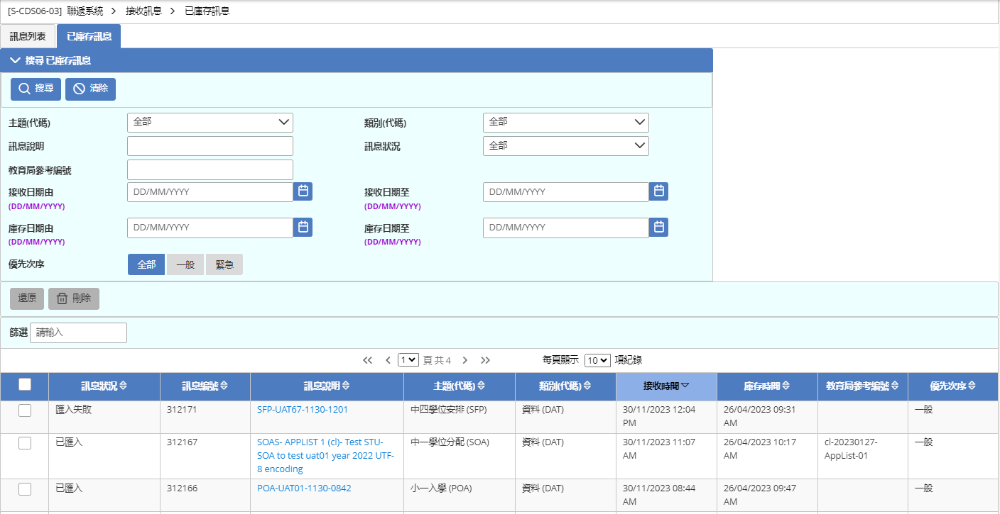 [S-CDS06-03] 聯遞系統 > 接收訊息 > 已庫存訊息
訊息列表 已庫存訊息
搜尋 已庫存訊息
搜尋 清除
主題(代碼) 全部 類別(代碼) 全部
訊息說明 訊息狀況 全部
教育局參考編號
接收日期由 DD/MM/YYYY 接收日期至 DD/MM/YYYY
(DD/MM/YYYY) (DD/MM/YYYY)
庫存日期由 DD/MM/YYYY 庫存日期至 DD/MM/YYYY
(DD/MM/YYYY) (DD/MM/YYYY)
優先次序 全部 一般 緊急
還原 刪除
篩選 請輸入
1 頁 共 4 每頁顯示 10 項紀錄
訊息狀況 訊息編號 訊息說明 主題(代碼) 類別(代碼) 接收時間 庫存時間 教育局參考編號 優先次序
匯入失敗 312171 SFP-UAT67-1130-1201 中四學位安排 (SFP) 資料 (DAT) 30/11/2023 12:04 26/04/2023 09:31 一般
PM AM
已匯入 312167 SOAS- APPLIST 1 (cl)- Test STU- 中一學位分配 (SOA) 資料 (DAT) 30/11/2023 11:07 26/04/2023 10:17 cl-20230127- 一般
SOA to test uat01 year 2022 UTF- AM AM AppList-01
8 encoding
已匯入 312166 POA-UAT01-1130-0842 小一入學 (POA) 資料 (DAT) 30/11/2023 08:44 26/04/2023 09:47 一般
AM AM